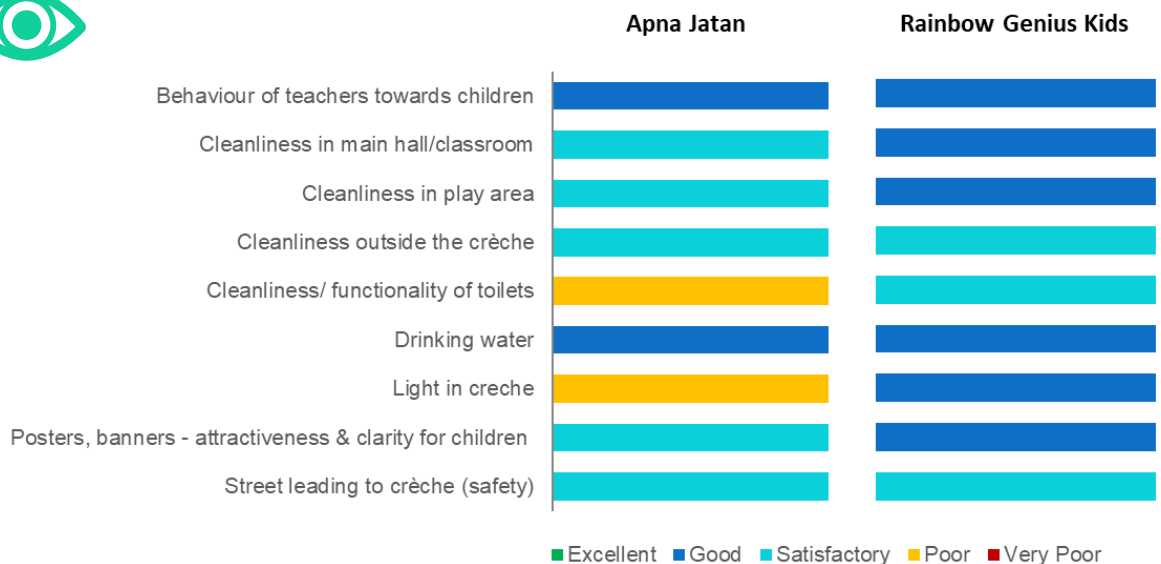 Apna Jatan
Rainbow Genius Kids
Behaviour of teachers towards children
Cleanliness in main hall/classroom
Cleanliness in play area
Cleanliness outside the crèche
Cleanliness/ functionality of toilets
Drinking water
Light in creche
Posters, banners - attractiveness & clarity for children
Street leading to crèche (safety)
Excellent Good Satisfactory Poor Very Poor